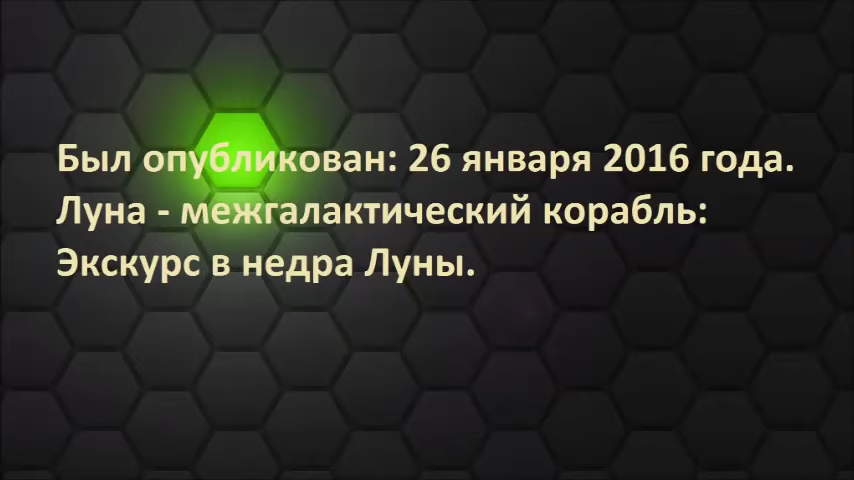 Был опубликован: 26 января 2016 года.
Луна - межгалактический корабль:
Экскурс в недра Луны.